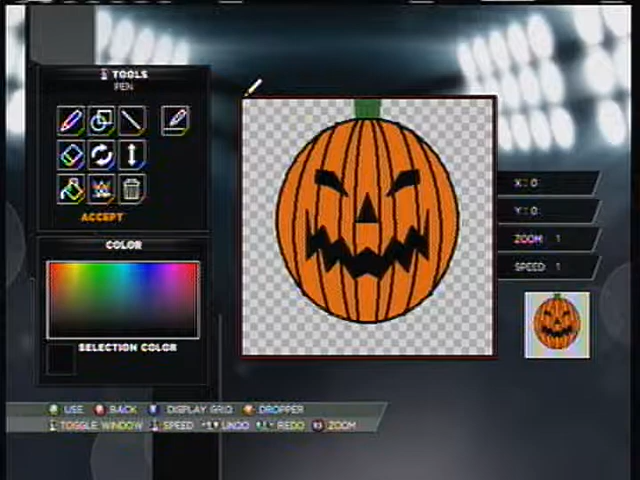 TOOLS
PEN
ACCEPT
COLOR
SELECTION COLOR
X: 0
Y: 0
ZOOM 1
SPEED 1
USE BACK DISPLAY GRID DROPPER
TOGGLE WINDOW SPEED UNDO REDO ZOOM